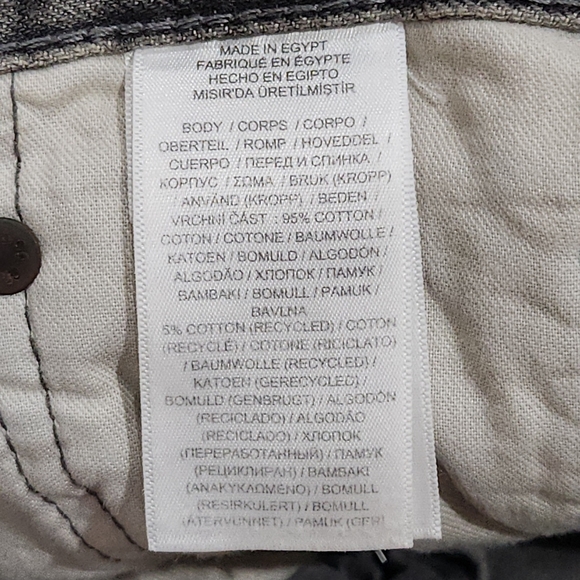 MADE IN EGYPT
FABRIQUÉ EN ÉGYPTE
HECHO EN EGIPTO
MISIR'DA ÜRETİLMİŞTİR
BODY / CORPS / CORPO /
OBERTEIL / ROMP / HOVEDDEL /
CUERPO / ПЕРЕД И СПИНКА /
КОРПУС / ΣΩΜΑ / BRUK (KROPP)
/ ANVÄND (KROPP) / BEDEN /
VRCHNÍ ČÁST : 95% COTTON /
COTON / COTONE / BAUMWOLLE /
KATOEN / BOMULD / ALGODÓN /
ALGODÃO / ХЛОПОК / ПАМУК /
ΒΑΜΒΑΚΙ / BOMULL / PAMUK /
BAVLNA
5% COTTON (RECYCLED) / COTON
(RECYCLÉ) / COTONE (RICICLATO)
/ BAUMWOLLE (RECYCLED) /
KATOEN (GERECYCLED) /
BOMULD (GENBRUGT) / ALGODÓN
(RECICLADO) / ALGODÃO
(RECICLADO) / ХЛОПОК
(ПЕРЕРАБОТАННЫЙ) / ПАМУК
(РЕЦИКЛИРАН) / ΒΑΜΒΑΚΙ
(ΑΝΑΚΥΚΛΩΜΕΝΟ) / BOMULL
(RESIRKULERT) / BOMULL
(ÅTERVUNNET) / PAMUK (GERİ